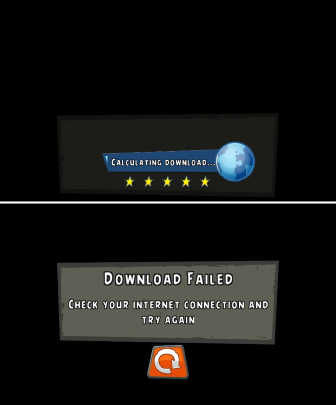 Calculating download...
Download Failed
Check your internet connection and
try again